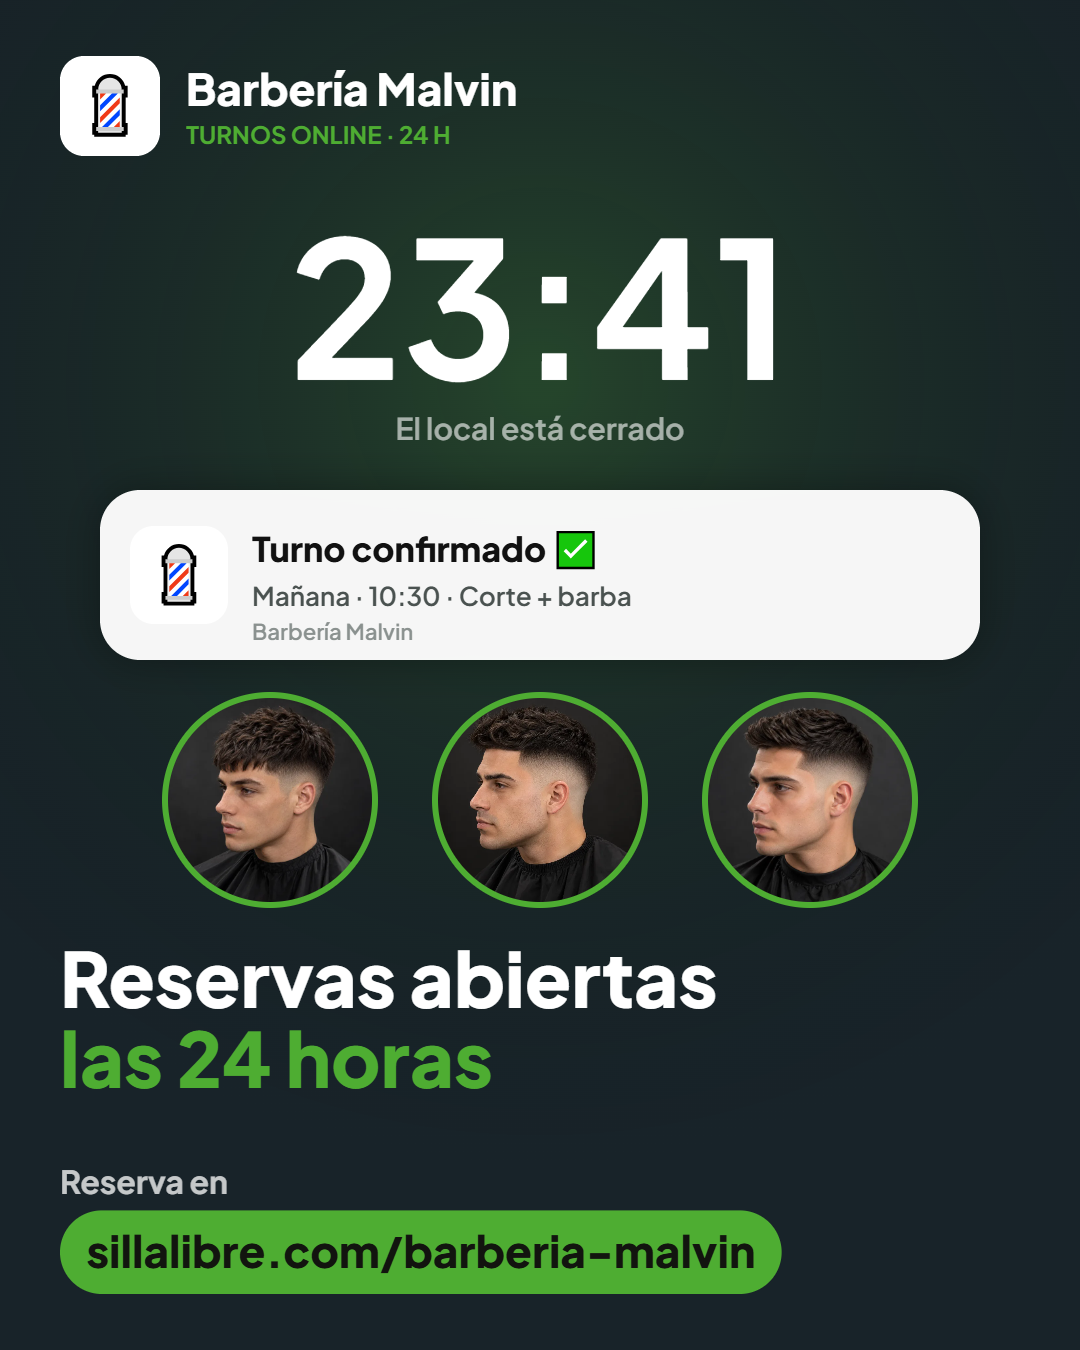 Barbería Malvin
TURNOS ONLINE · 24 H
23:41
El local está cerrado
Turno confirmado ✅
Mañana · 10:30 · Corte + barba
Barbería Malvin
Reservas abiertas
las 24 horas
Reserva en
sillalibre.com/barberia-malvin